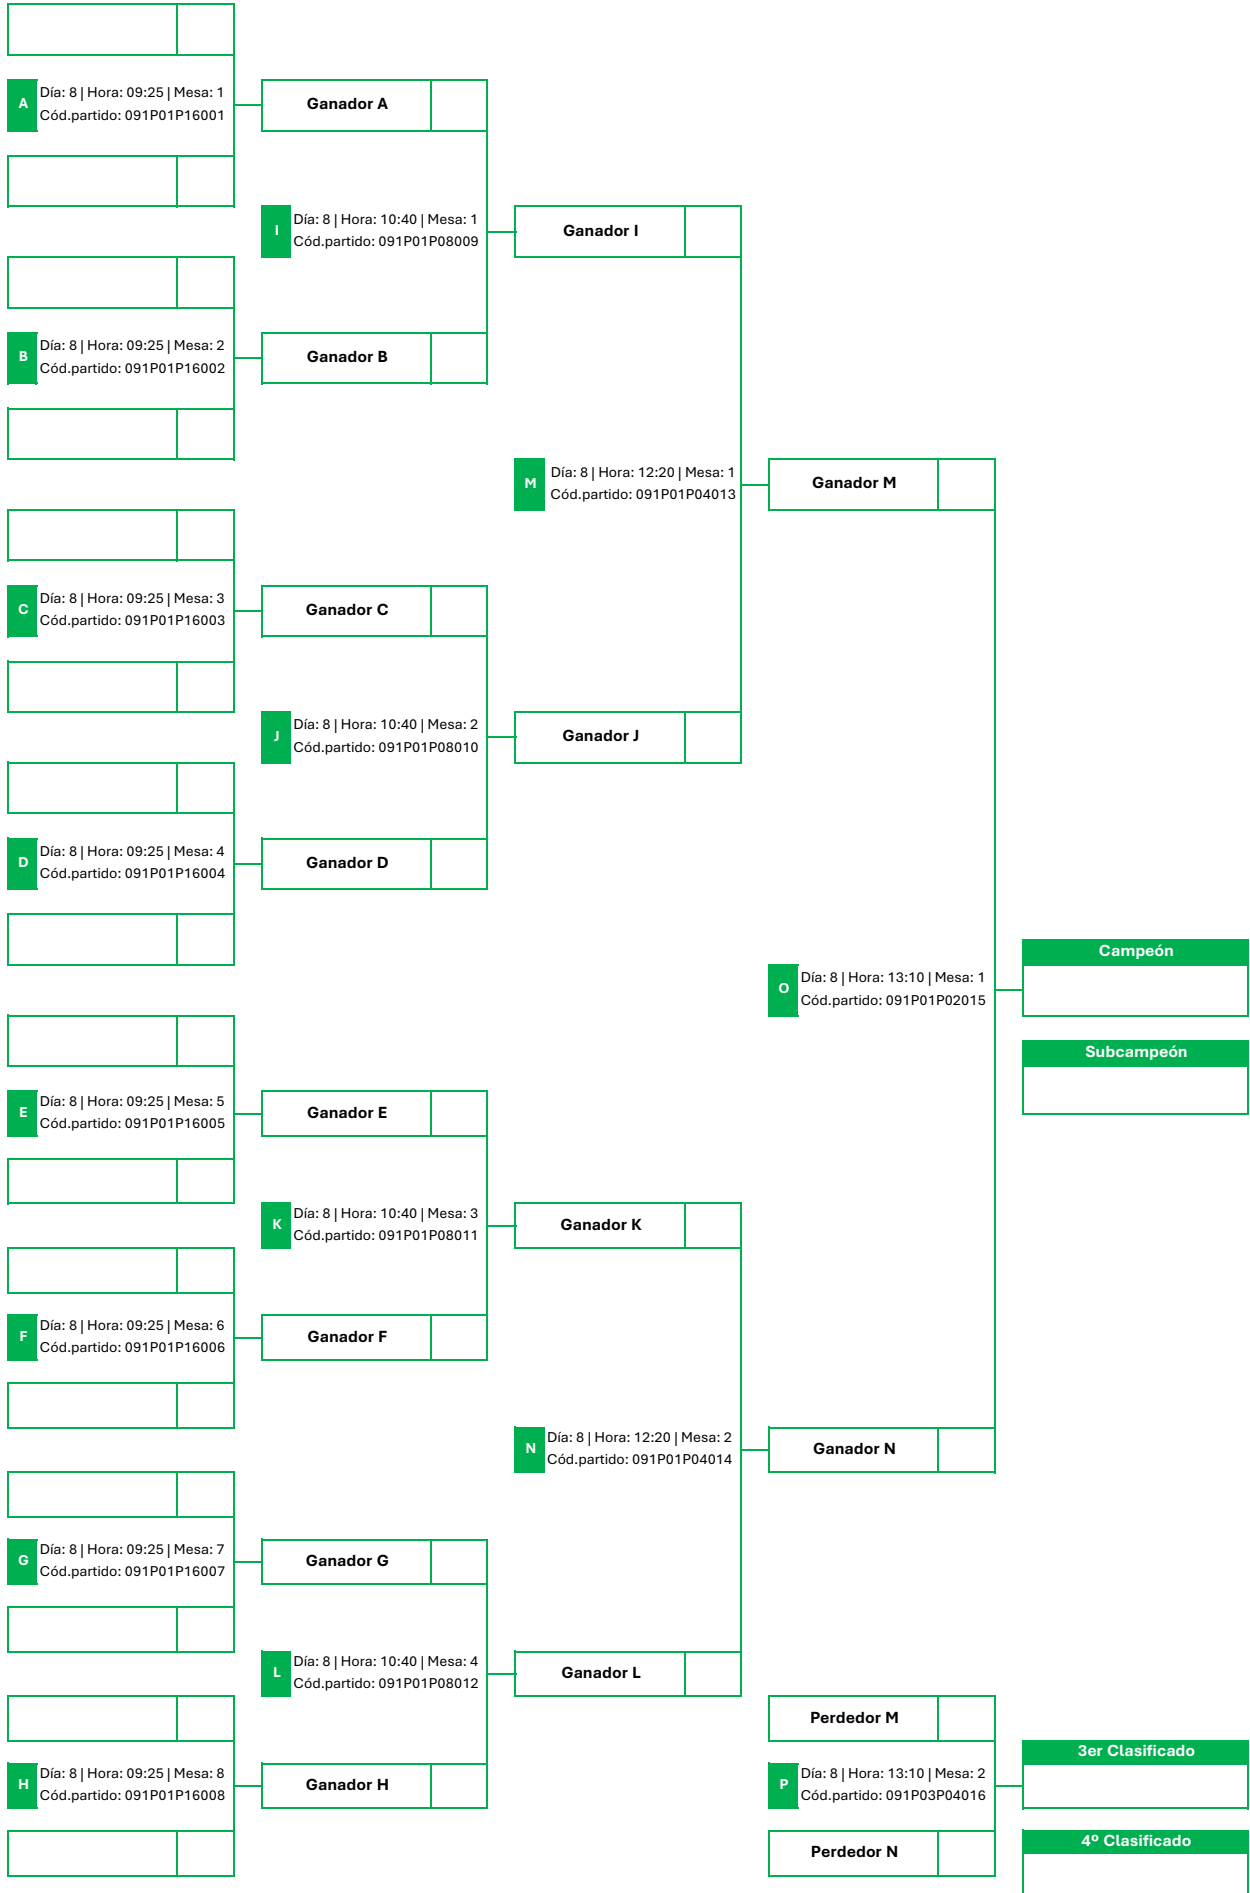 A
Día: 8 | Hora: 09:25 | Mesa: 1
Cód.partido: 091P01P16001
Ganador A
I
Día: 8 | Hora: 10:40 | Mesa: 1
Cód.partido: 091P01P08009
Ganador I
B
Día: 8 | Hora: 09:25 | Mesa: 2
Cód.partido: 091P01P16002
Ganador B
M
Día: 8 | Hora: 12:20 | Mesa: 1
Cód.partido: 091P01P04013
Ganador M
C
Día: 8 | Hora: 09:25 | Mesa: 3
Cód.partido: 091P01P16003
Ganador C
J
Día: 8 | Hora: 10:40 | Mesa: 2
Cód.partido: 091P01P08010
Ganador J
D
Día: 8 | Hora: 09:25 | Mesa: 4
Cód.partido: 091P01P16004
Ganador D
Campeón
O
Día: 8 | Hora: 13:10 | Mesa: 1
Cód.partido: 091P01P02015
Subcampeón
E
Día: 8 | Hora: 09:25 | Mesa: 5
Cód.partido: 091P01P16005
Ganador E
K
Día: 8 | Hora: 10:40 | Mesa: 3
Cód.partido: 091P01P08011
Ganador K
F
Día: 8 | Hora: 09:25 | Mesa: 6
Cód.partido: 091P01P16006
Ganador F
N
Día: 8 | Hora: 12:20 | Mesa: 2
Cód.partido: 091P01P04014
Ganador N
G
Día: 8 | Hora: 09:25 | Mesa: 7
Cód.partido: 091P01P16007
Ganador G
L
Día: 8 | Hora: 10:40 | Mesa: 4
Cód.partido: 091P01P08012
Ganador L
Perdedor M
3er Clasificado
H
Día: 8 | Hora: 09:25 | Mesa: 8
Cód.partido: 091P01P16008
Ganador H
P
Día: 8 | Hora: 13:10 | Mesa: 2
Cód.partido: 091P03P04016
4º Clasificado
Perdedor N